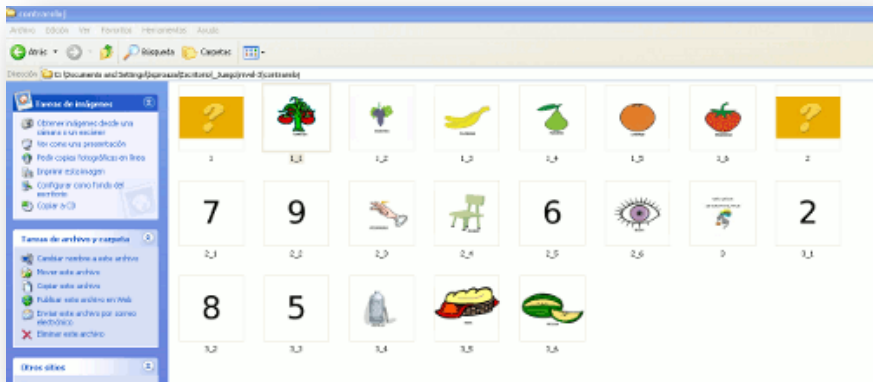 contrareloj
Archivo Edición Ver Favoritos Herramientas Ayuda
Atrás Búsqueda Carpetas
Dirección
Tareas de imágenes
Obtener imágenes desde una
cámara o un escáner
Ver como una presentación
Pedir copias fotográficas en línea
Imprimir esta imagen
Configurar como fondo del
escritorio
Copiar a CD
Tareas de archivo y carpeta
Cambiar nombre a este archivo
Mover este archivo
Copiar este archivo
Publicar este archivo en Web
Enviar este archivo por correo
electrónico
Eliminar este archivo
Otros sitios
? ?
1 1_1 1_2 1_3 1_4 1_5 1_6 2
7 9 6 2
2_1 2_2 2_3 2_4 2_5 2_6 3 3_1
8 5
3_2 3_3 3_4 3_5 3_6